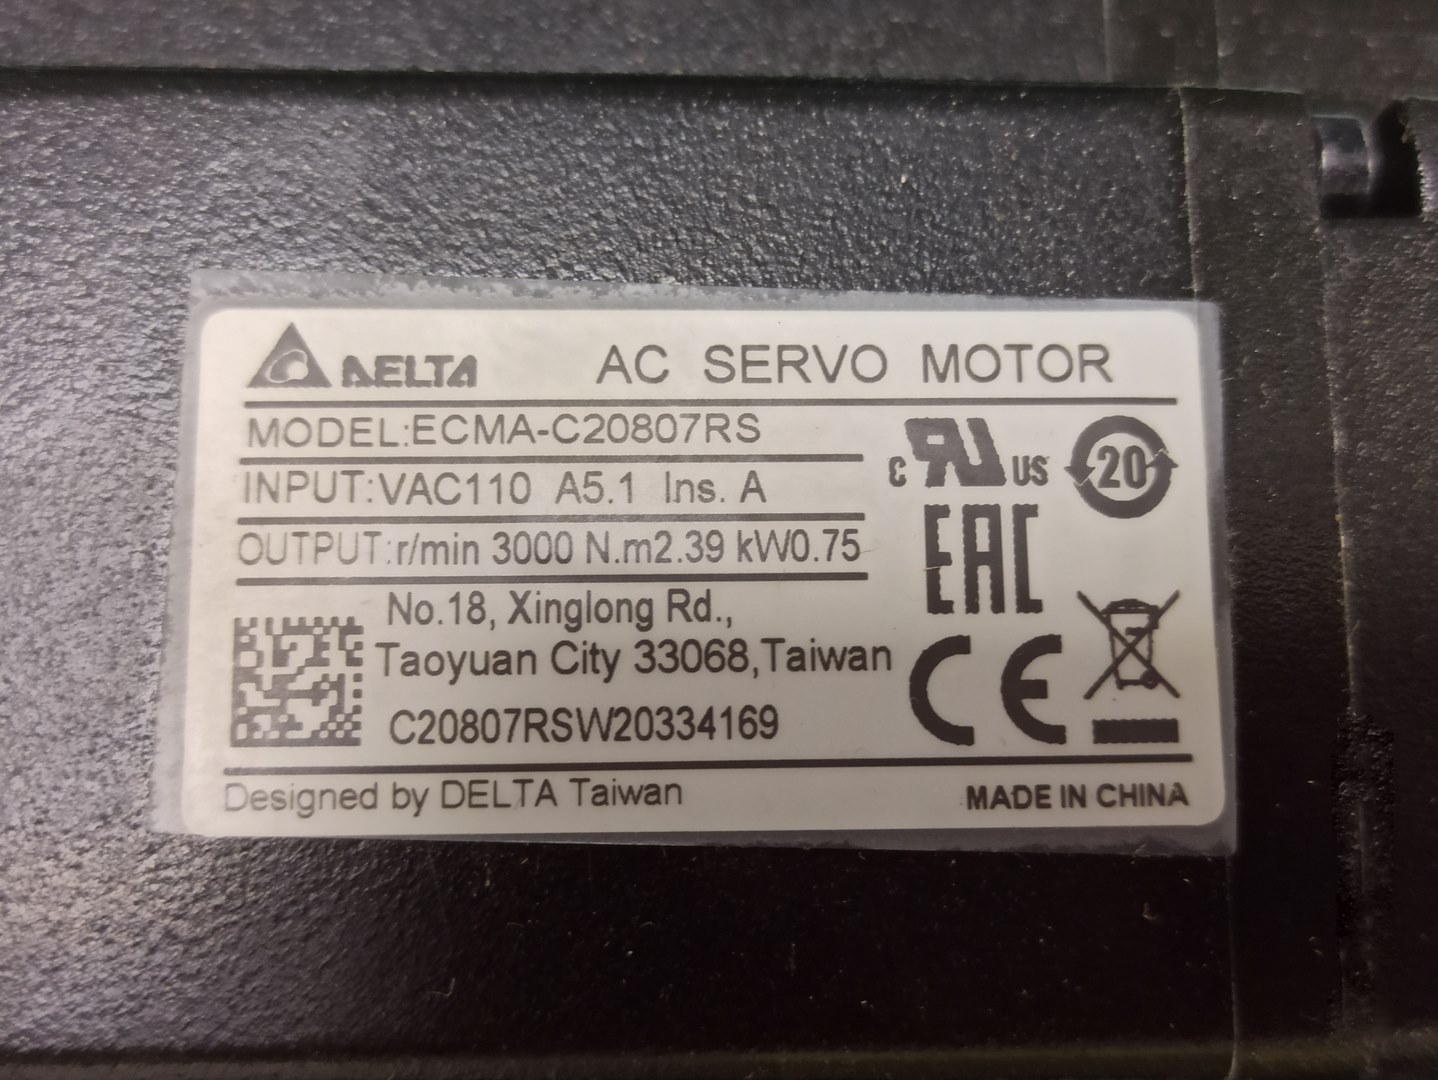 DELTA AC SERVO MOTOR
MODEL:ECMA-C20807RS
INPUT:VAC110 A5.1 Ins. A
OUTPUT:r/min 3000 N.m2.39 kW0.75
c RU US
20
EAC
No.18, Xinglong Rd.,
Taoyuan City 33068,Taiwan
C20807RSW20334169
CE
Designed by DELTA Taiwan
MADE IN CHINA